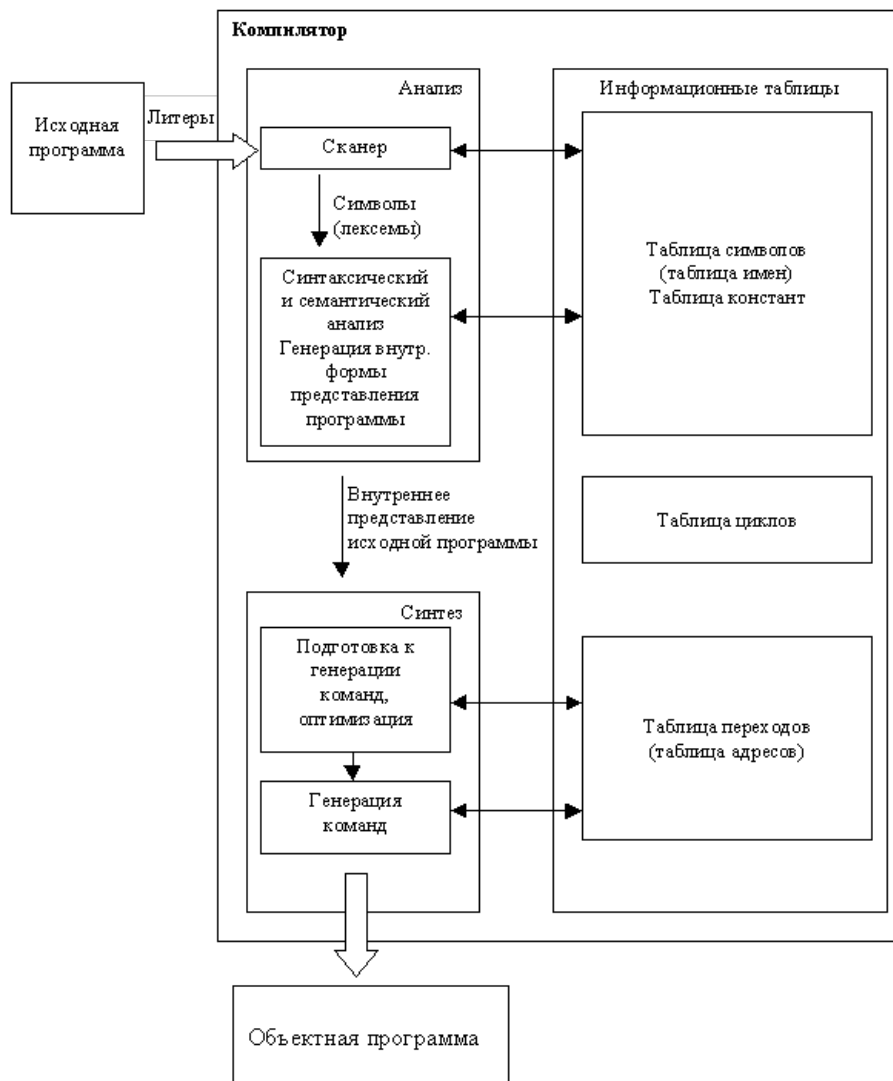 Компилятор
Исходная
программа
Литеры
Анализ
Сканер
Символы
(лексемы)
Синтаксический
и семантический
анализ
Генерация внутр.
формы
представления
программы
Внутреннее
представление
исходной программы
Синтез
Подготовка к
генерации
команд,
оптимизация
Генерация
команд
Информационные таблицы
Таблица символов
(таблица имен)
Таблица констант
Таблица циклов
Таблица переходов
(таблица адресов)
Объектная программа